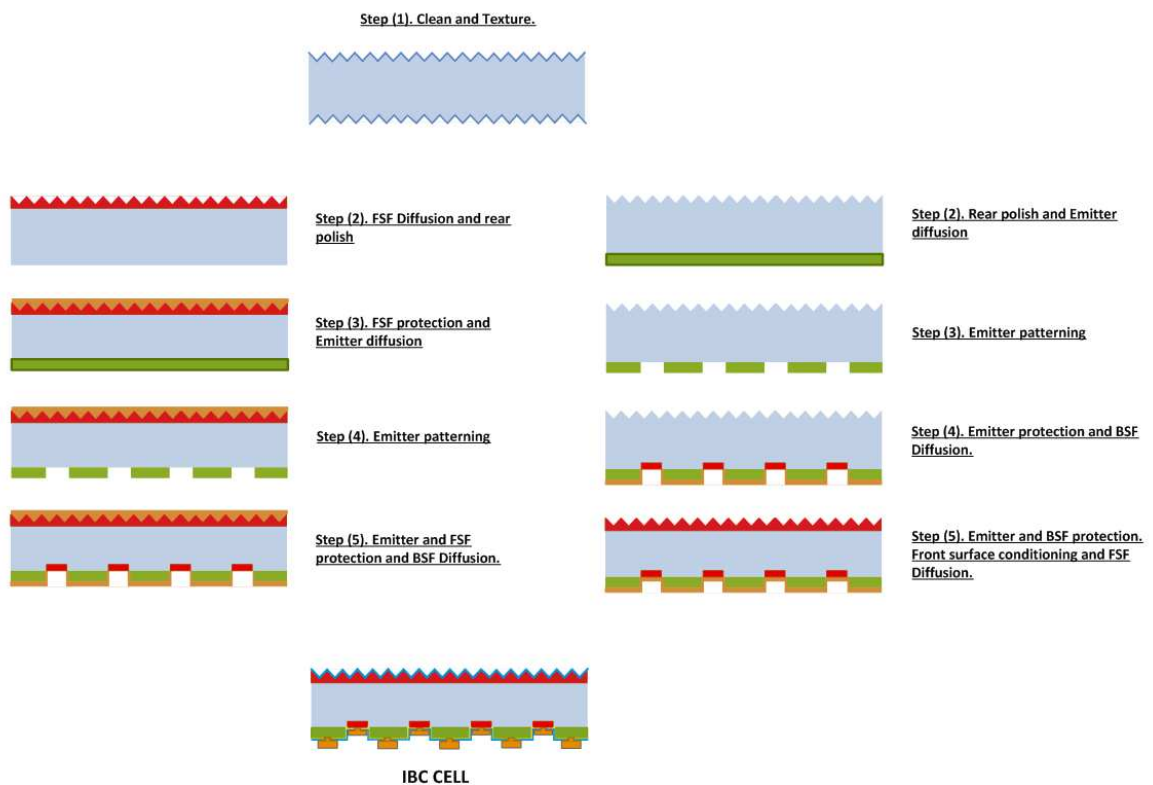 Step (1). Clean and Texture.
Step (2). FSF Diffusion and rear
polish
Step (2). Rear polish and Emitter
diffusion
Step (3). FSF protection and
Emitter diffusion
Step (3). Emitter patterning
Step (4). Emitter patterning
Step (4). Emitter protection and BSF
Diffusion.
Step (5). Emitter and FSF
protection and BSF Diffusion.
Step (5). Emitter and BSF protection.
Front surface conditioning and FSF
Diffusion.
IBC CELL